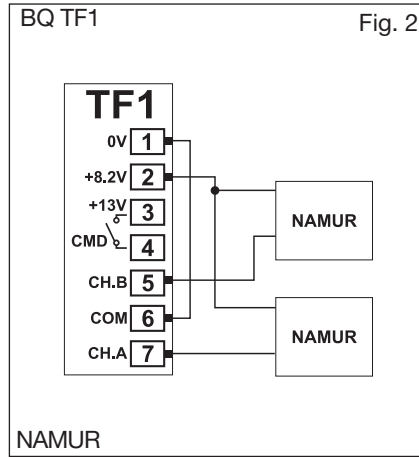 BQ TF1 Fig. 2
TF1
0V 1
+8.2V 2
+13V 3
CMD 4
CH.B 5
COM 6
CH.A 7
NAMUR
NAMUR
NAMUR